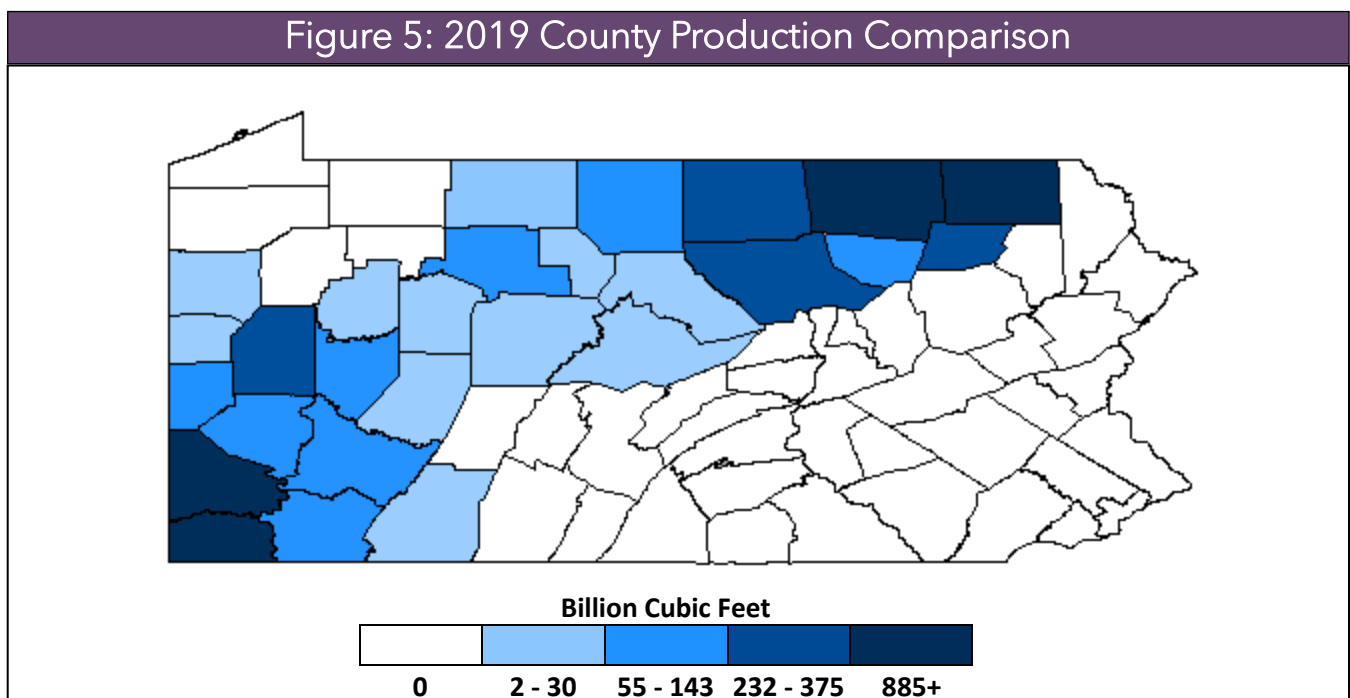 Figure 5: 2019 County Production Comparison
Billion Cubic Feet
0 2 - 30 55 - 143 232 - 375 885+